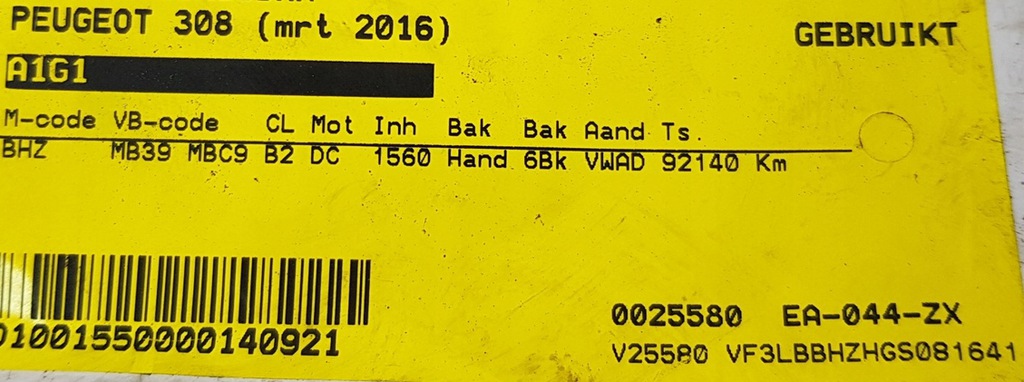 PEUGEOT 308 (mrt 2016) GEBRUIKT
A1G1
M-code VB-code CL Mot Inh Bak Bak Aand Ts.
BHZ MB39 MBC9 B2 DC 1560 Hand 6Bk VWAD 92140 Km
01001550000140921
0025580 EA-044-ZX
V25580 VF3LBBHZHGS081641